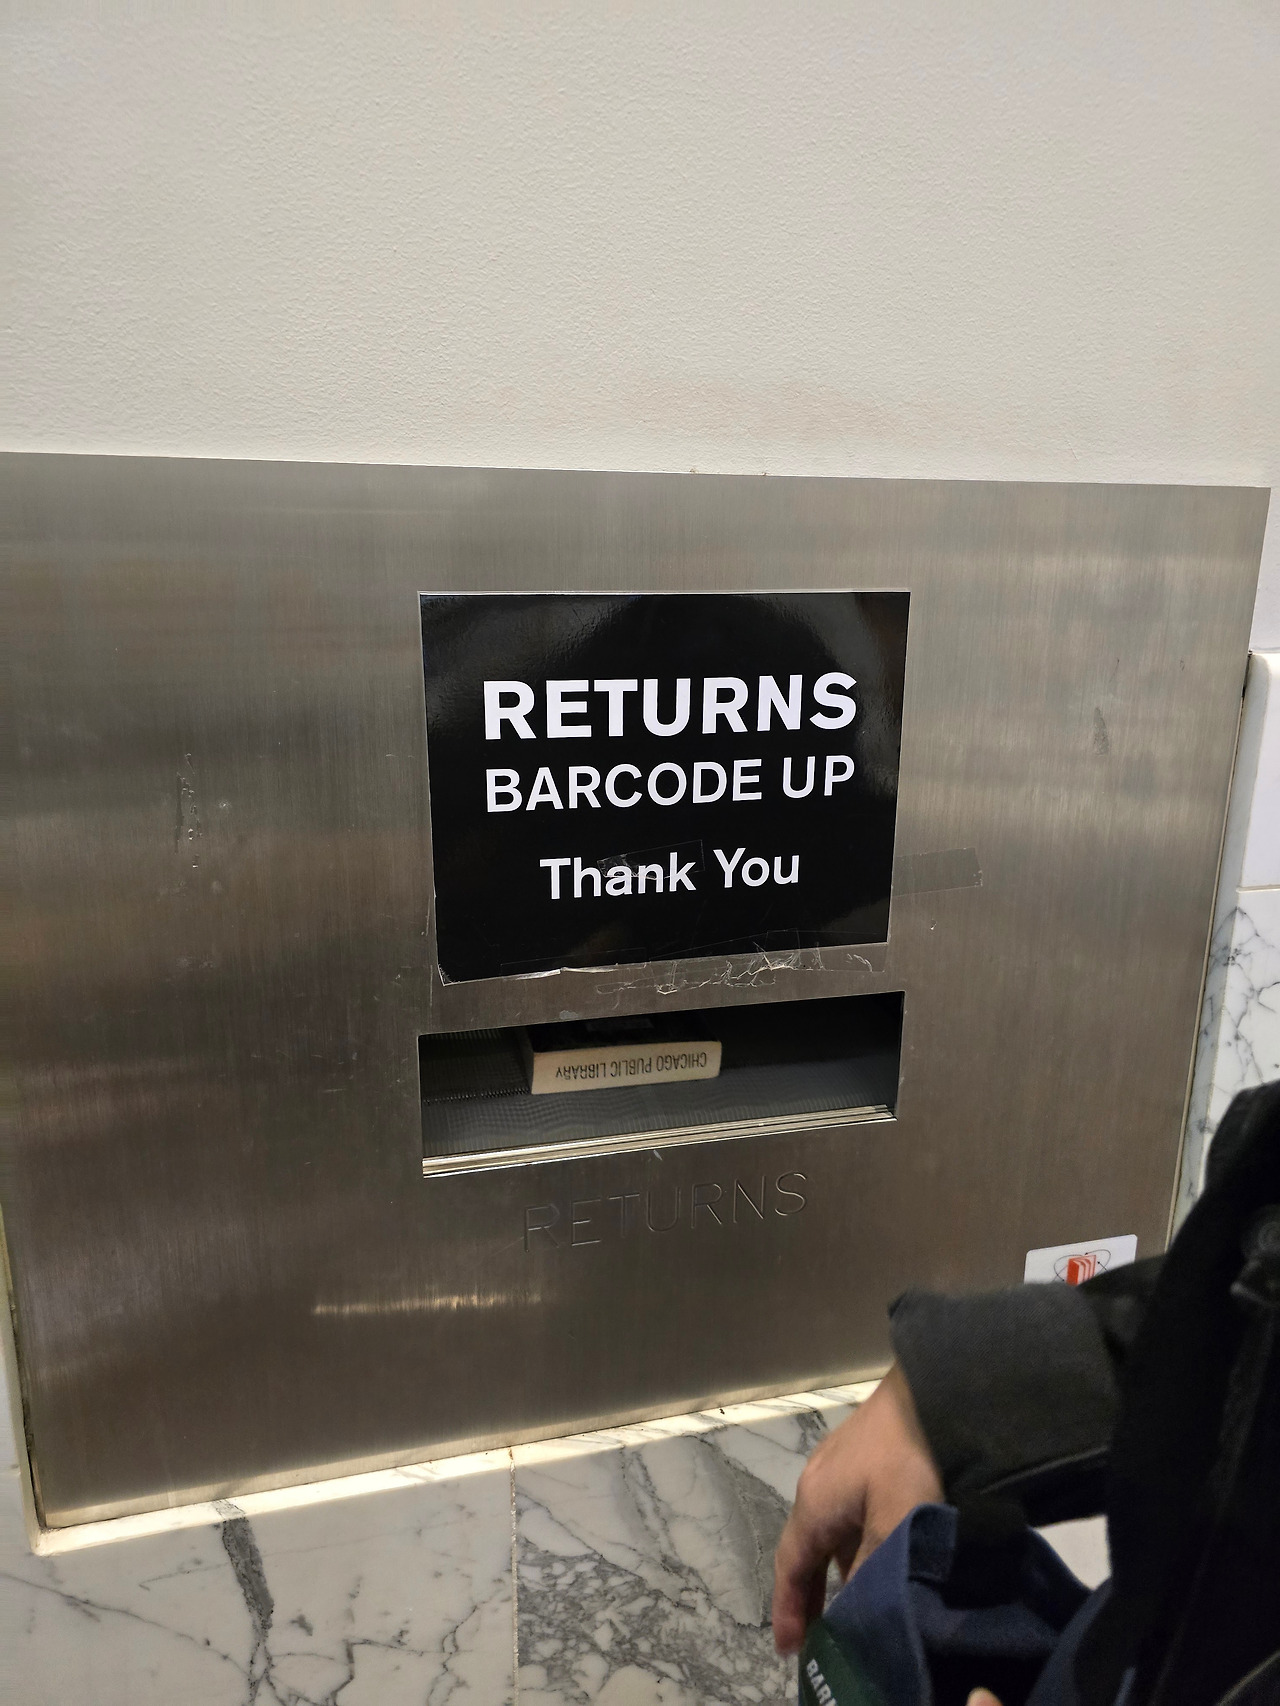 RETURNS
BARCODE UP
Thank You
CHICAGO PUBLIC LIBRARY
RETURNS